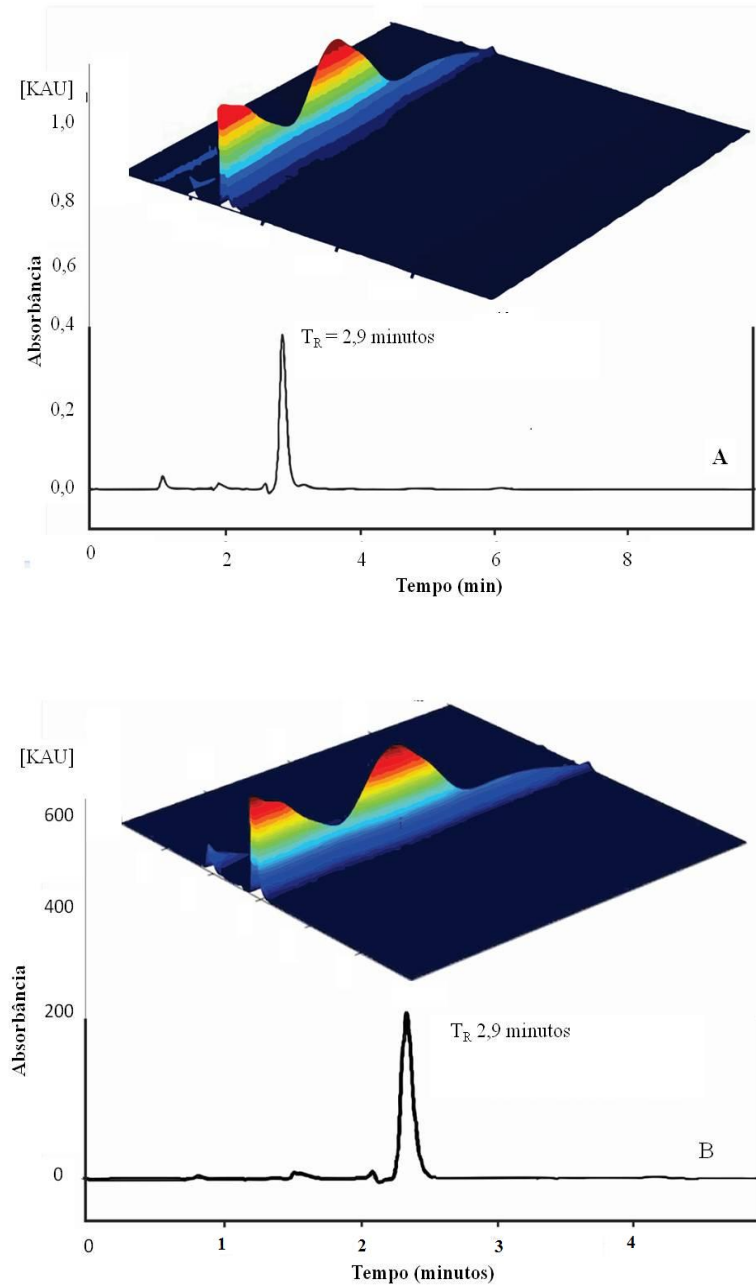 [KAU]
1,0
0,8
0,6
0,4
0,2
0,0
Absorbância
T_R = 2,9 minutos
A
0 2 4 6 8
Tempo (min)
[KAU]
600
400
200
0
Absorbância
T_R 2,9 minutos
B
0 1 2 3 4
Tempo (minutos)